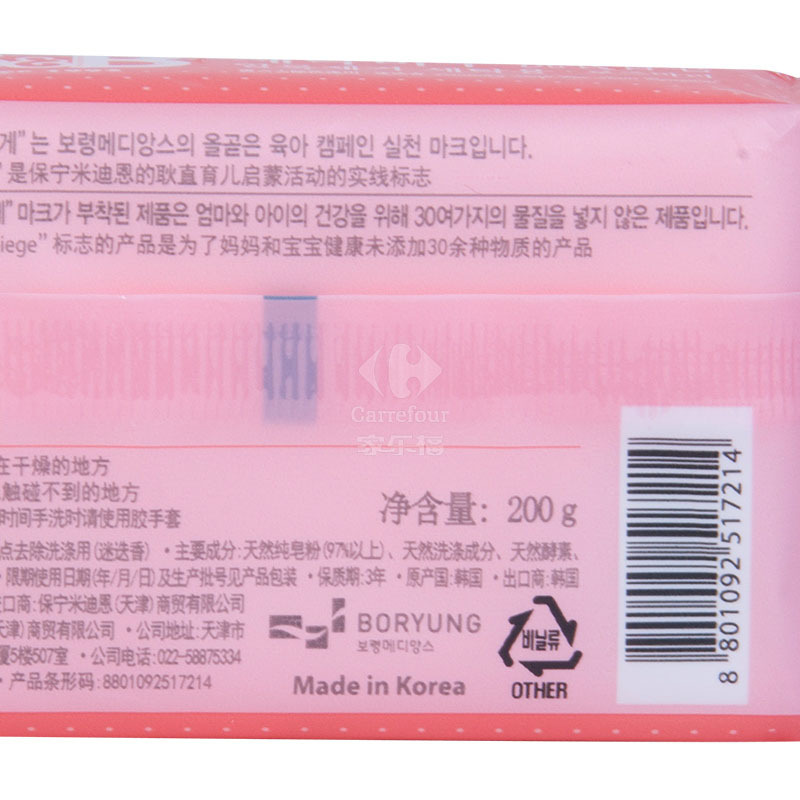 게”는 보령메디앙스의 올곧은 육아 캠페인 실천 마크입니다.
”是保宁米迪恩的耿直育儿启蒙活动的实线标志
마크가 부착된 제품은 엄마와 아이의 건강을 위해 30여가지의 물질을 넣지 않은 제품입니다.
iege”标志的产品是为了妈妈和宝宝健康未添加30余种物质的产品
Carrefour
家乐福
在干燥的地方
触碰不到的地方
时间手洗时请使用胶手套
净含量：200 g
点去除洗涤用(迷迭香) ·主要成分:天然纯皂粉(97%以上)、天然洗涤成分、天然酵素、
·限期使用日期(年/月/日)及生产批号见产品包装 ·保质期:3年 ·原产国:韩国 ·出口商:韩国
口商:保宁米迪恩(天津)商贸有限公司
津)商贸有限公司 ·公司地址:天津市
厦5楼507室 ·公司电话:022-58875334
·产品条形码:8801092517214
BORYUNG
보령메디앙스
Made in Korea
비닐류
OTHER
8 801092 517214